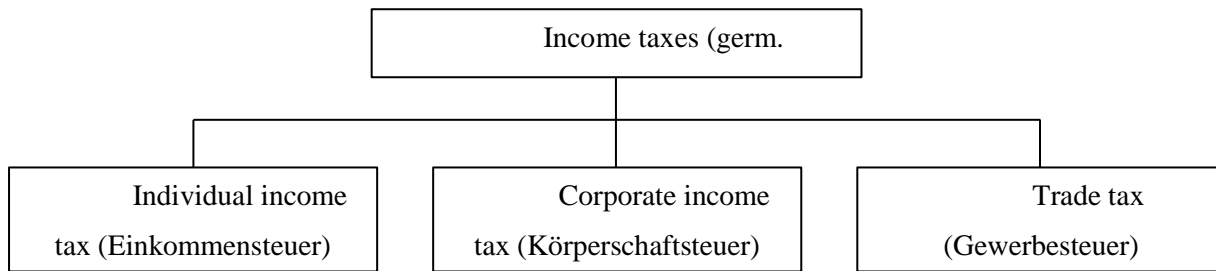 Income taxes (germ.
Individual income
tax (Einkommensteuer)
Corporate income
tax (Körperschaftsteuer)
Trade tax
(Gewerbesteuer)